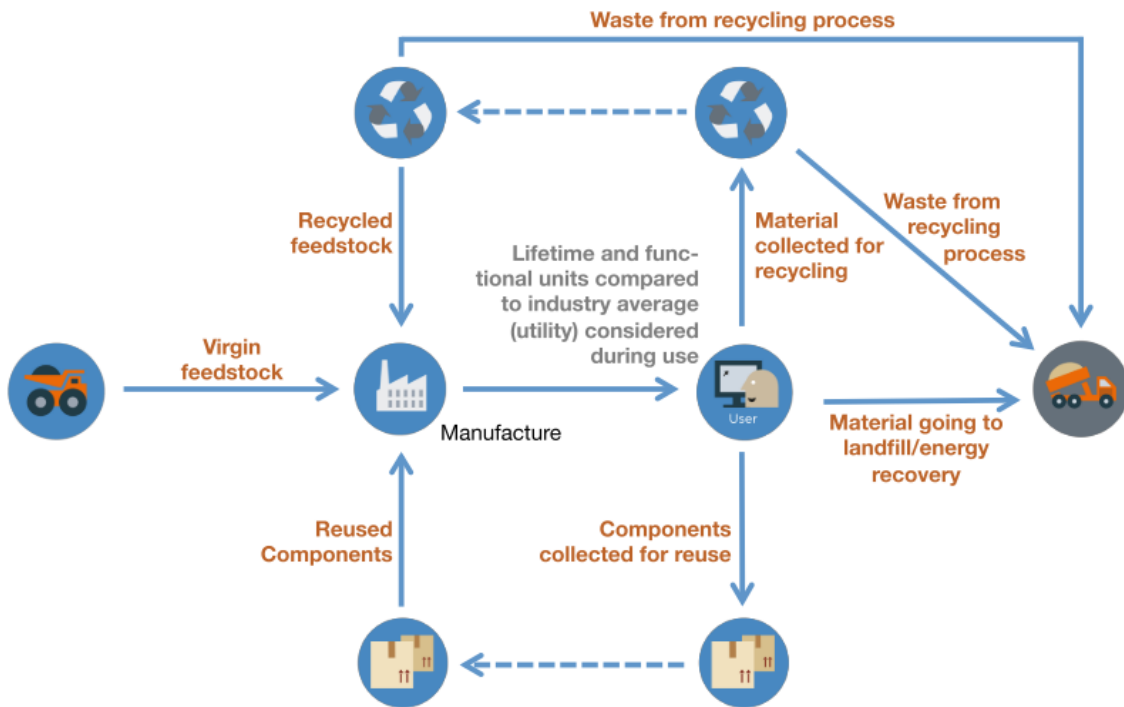 Waste from recycling process
Recycled
feedstock
Material
collected for
recycling
Waste from
recycling
process
Lifetime and func-
tional units compared
to industry average
(utility) considered
during use
Virgin
feedstock
Manufacture
User
Material going to
landfill/energy
recovery
Reused
Components
Components
collected for reuse